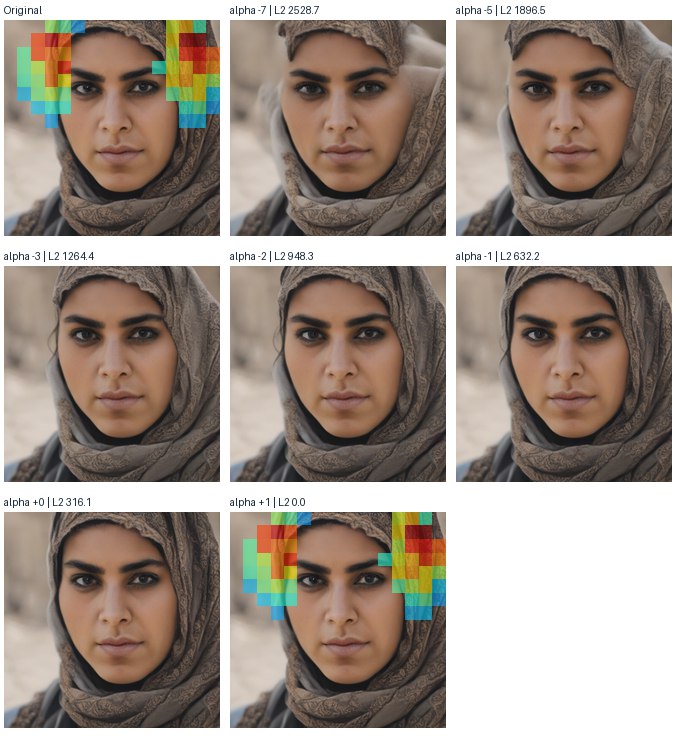 Original
alpha -7 | L2 2528.7
alpha -5 | L2 1896.5
alpha -3 | L2 1264.4
alpha -2 | L2 948.3
alpha -1 | L2 632.2
alpha +0 | L2 316.1
alpha +1 | L2 0.0